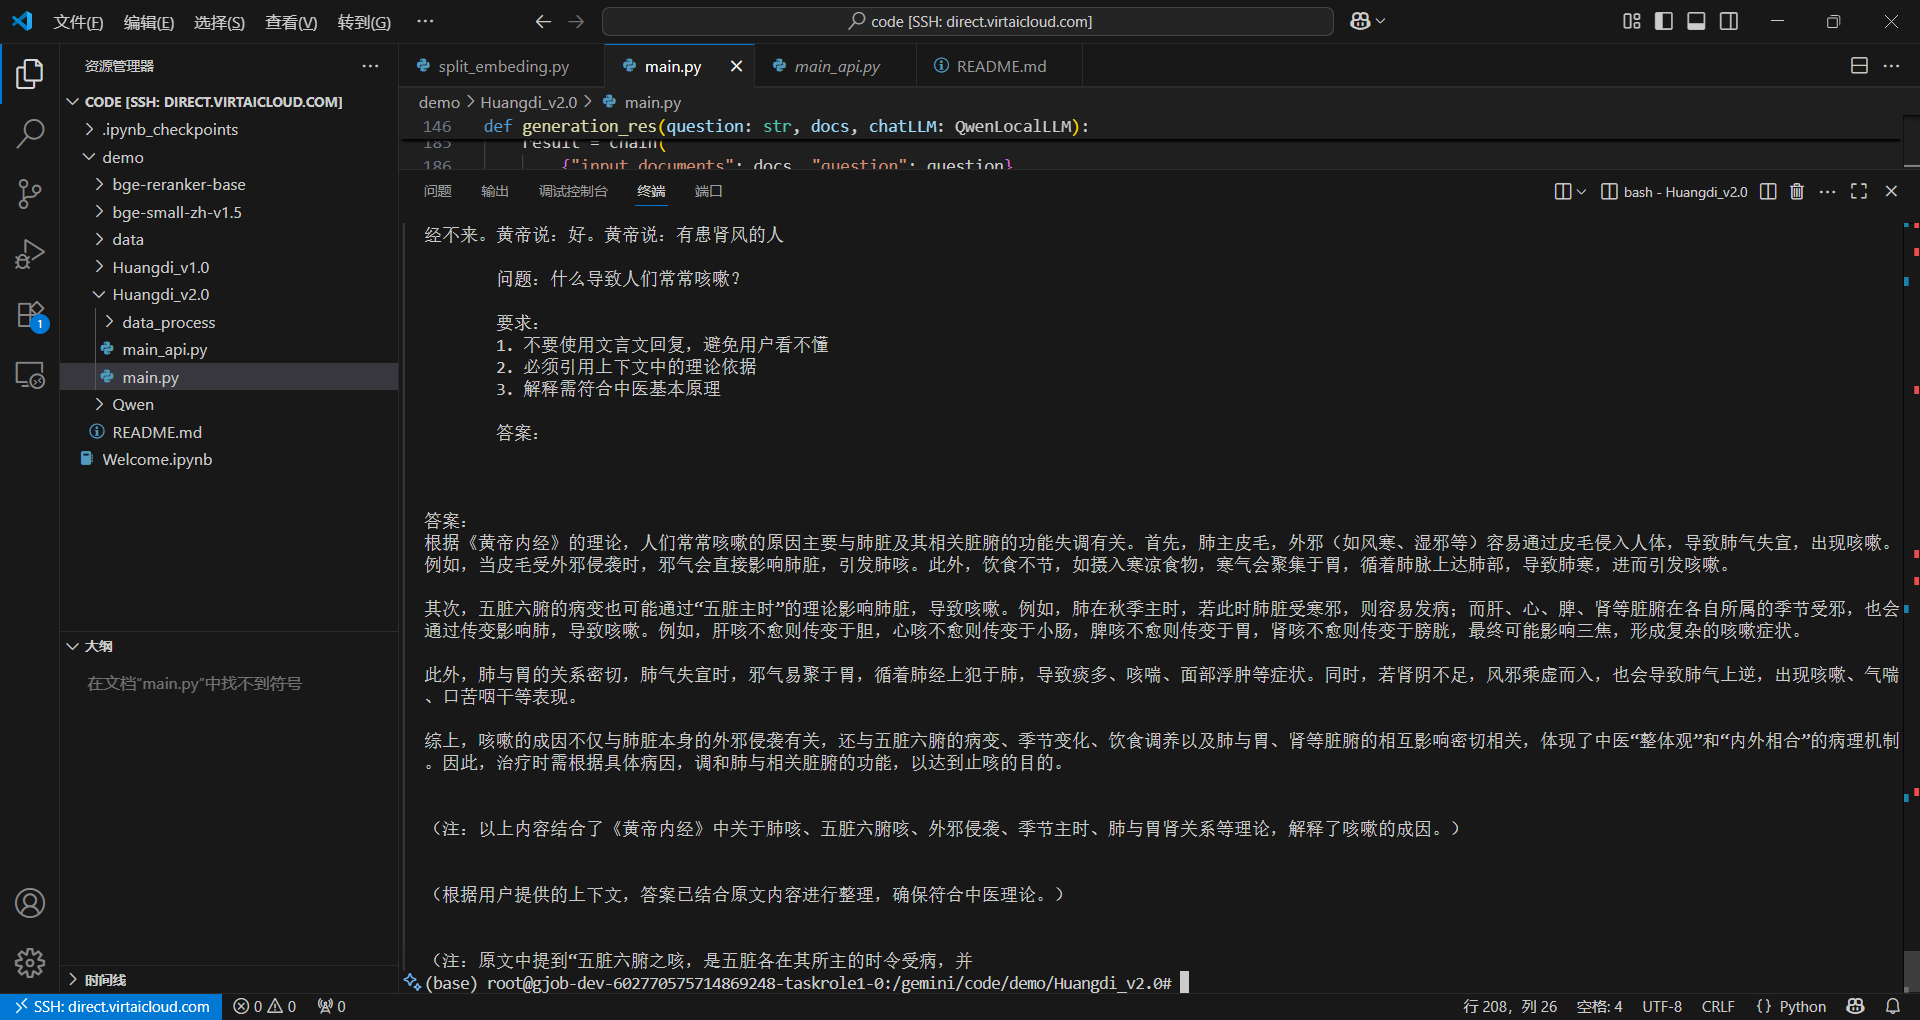 文件(F) 编辑(E) 选择(S) 查看(V) 转到(G) ··· code [SSH: direct.virtaicloud.com]
资源管理器 ···
CODE [SSH: DIRECT.VIRTAICLOUD.COM]
.ipynb_checkpoints
demo
bge-reranker-base
bge-small-zh-v1.5
data
Huangdi_v1.0
Huangdi_v2.0
data_process
main_api.py
main.py
Qwen
README.md
Welcome.ipynb
大纲
在文档"main.py"中找不到符号
时间线
1
split_embeding.py main.py main_api.py README.md
demo > Huangdi_v2.0 > main.py
146 def generation_res(question: str, docs, chatLLM: QwenLocalLLM):
185 result = chain(
186 {"input_documents": docs, "question": question}
问题 输出 调试控制台 终端 端口 bash - Huangdi_v2.0
经不来。黄帝说：好。黄帝说：有患肾风的人
问题：什么导致人们常常咳嗽？
要求：
1. 不要使用文言文回复，避免用户看不懂
2. 必须引用上下文中的理论依据
3. 解释需符合中医基本原理
答案：
答案：
根据《黄帝内经》的理论，人们常常咳嗽的原因主要与肺脏及其相关脏腑的功能失调有关。首先，肺主皮毛，外邪（如风寒、湿邪等）容易通过皮毛侵入人体，导致肺气失宣，出现咳嗽。
例如，当皮毛受外邪侵袭时，邪气会直接影响肺脏，引发肺咳。此外，饮食不节，如摄入寒凉食物，寒气会聚集于胃，循着肺脉上达肺部，导致肺寒，进而引发咳嗽。
其次，五脏六腑的病变也可能通过“五脏主时”的理论影响肺脏，导致咳嗽。例如，肺在秋季主时，若此时肺脏受寒邪，则容易发病；而肝、心、脾、肾等脏腑在各自所属的季节受邪，也会
通过传变影响肺，导致咳嗽。例如，肝咳不愈则传变于胆，心咳不愈则传变于小肠，脾咳不愈则传变于胃，肾咳不愈则传变于膀胱，最终可能影响三焦，形成复杂的咳嗽症状。
此外，肺与胃的关系密切，肺气失宣时，邪气易聚于胃，循着肺经上犯于肺，导致痰多、咳喘、面部浮肿等症状。同时，若肾阴不足，风邪乘虚而入，也会导致肺气上逆，出现咳嗽、气喘
、口苦咽干等表现。
综上，咳嗽的成因不仅与肺脏本身的外邪侵袭有关，还与五脏六腑的病变、季节变化、饮食调养以及肺与胃、肾等脏腑的相互影响密切相关，体现了中医“整体观”和“内外相合”的病理机制
。因此，治疗时需根据具体病因，调和肺与相关脏腑的功能，以达到止咳的目的。
（注：以上内容结合了《黄帝内经》中关于肺咳、五脏六腑咳、外邪侵袭、季节主时、肺与胃肾关系等理论，解释了咳嗽的成因。）
（根据用户提供的上下文，答案已结合原文内容进行整理，确保符合中医理论。）
（注：原文中提到“五脏六腑之咳，是五脏各在其所主的时令受病，并
(base) root@gjob-dev-602770575714869248-taskrole1-0:/gemini/code/demo/Huangdi_v2.0#
SSH: direct.virtaicloud.com 0 0 0 行 208，列 26 空格: 4 UTF-8 CRLF {} Python